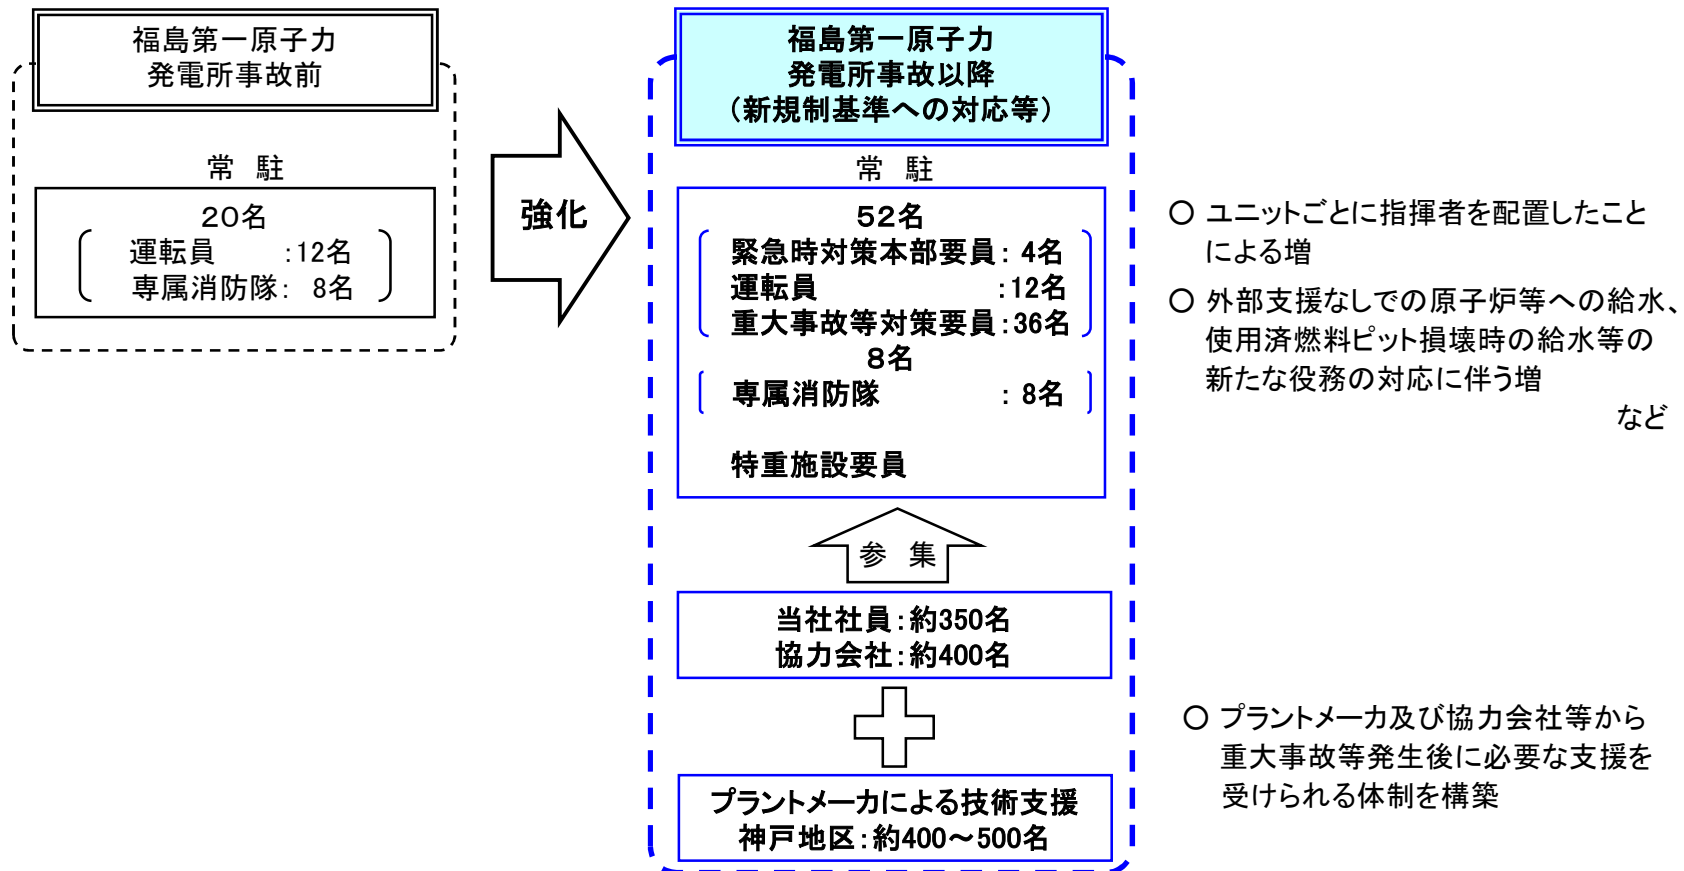 福島第一原子力
発電所事故前
常 駐
20名
運転員 :12名
専属消防隊: 8名
強化
福島第一原子力
発電所事故以降
(新規制基準への対応等)
常 駐
52名
緊急時対策本部要員: 4名
運転員 :12名
重大事故等対策要員:36名
8名
専属消防隊 : 8名
特重施設要員
参 集
当社社員:約350名
協力会社:約400名
プラントメーカによる技術支援
神戸地区:約400~500名
○ ユニットごとに指揮者を配置したこと
による増
○ 外部支援なしでの原子炉等への給水、
使用済燃料ピット損壊時の給水等の
新たな役務の対応に伴う増
など
○ プラントメーカ及び協力会社等から
重大事故等発生後に必要な支援を
受けられる体制を構築